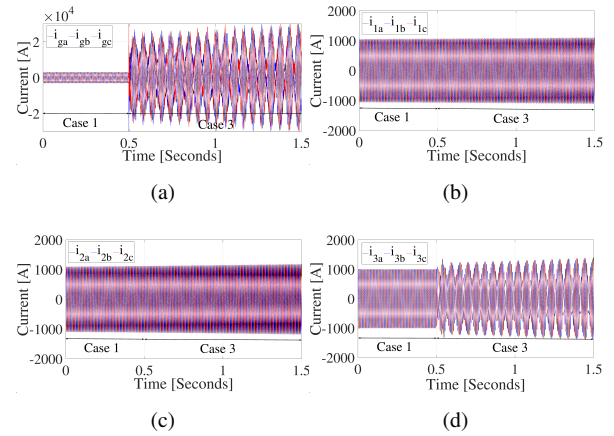 ×10⁴
i_ga i_gb i_gc
Current [A]
2
0
-2
Case 1
Case 3
0
0.5
1
1.5
Time [Seconds]
(a)
i_1a i_1b i_1c
Current [A]
2000
1000
0
-1000
-2000
Case 1
Case 3
0
0.5
1
1.5
Time [Seconds]
(b)
i_2a i_2b i_2c
Current [A]
2000
1000
0
-1000
-2000
Case 1
Case 3
0
0.5
1
1.5
Time [Seconds]
(c)
i_3a i_3b i_3c
Current [A]
2000
1000
0
-1000
-2000
Case 1
Case 3
0
0.5
1
1.5
Time [Seconds]
(d)